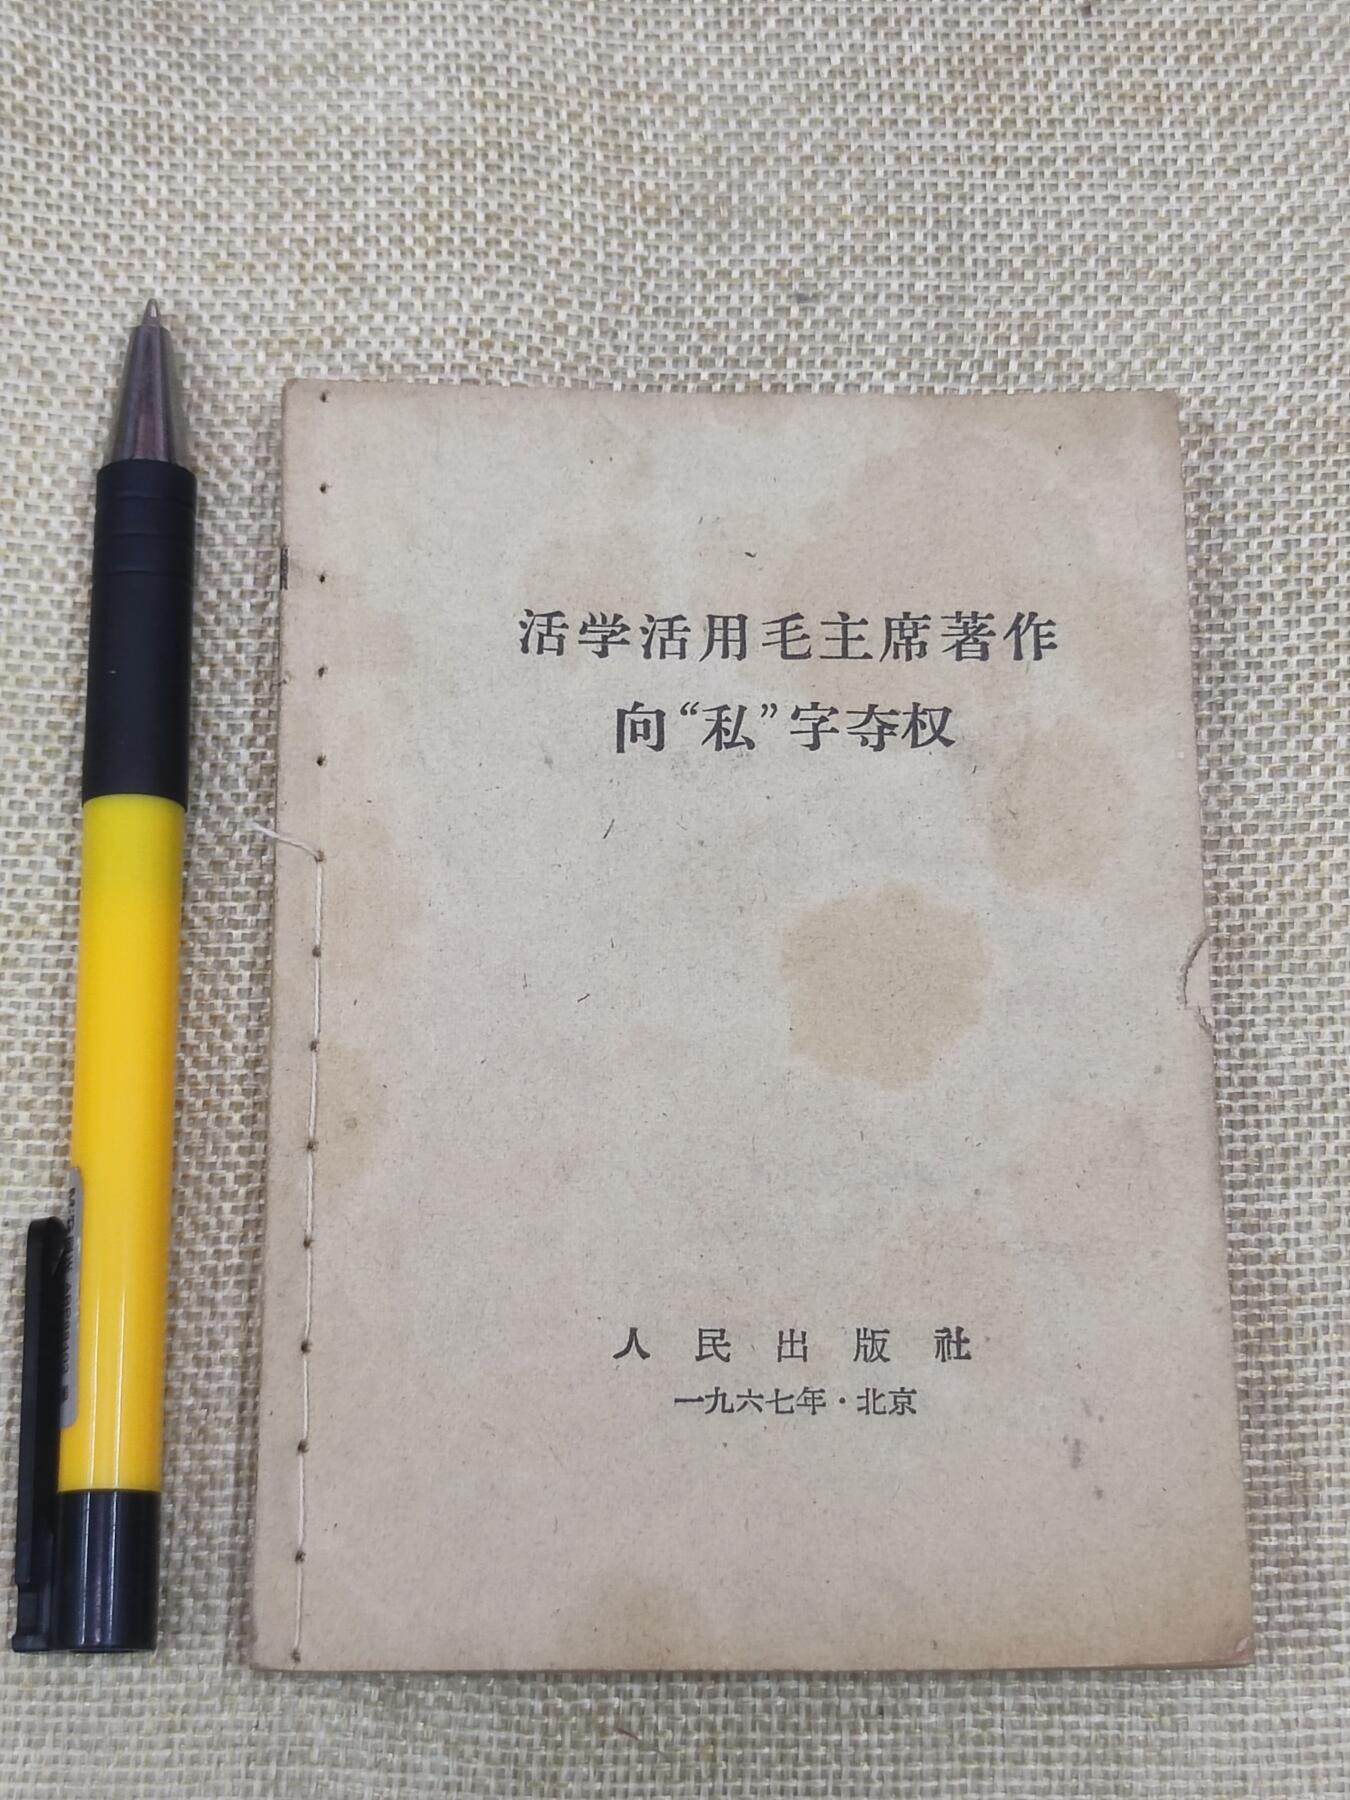 活学活用毛主席著作
向“私”字夺权
人民出版社
一九六七年·北京